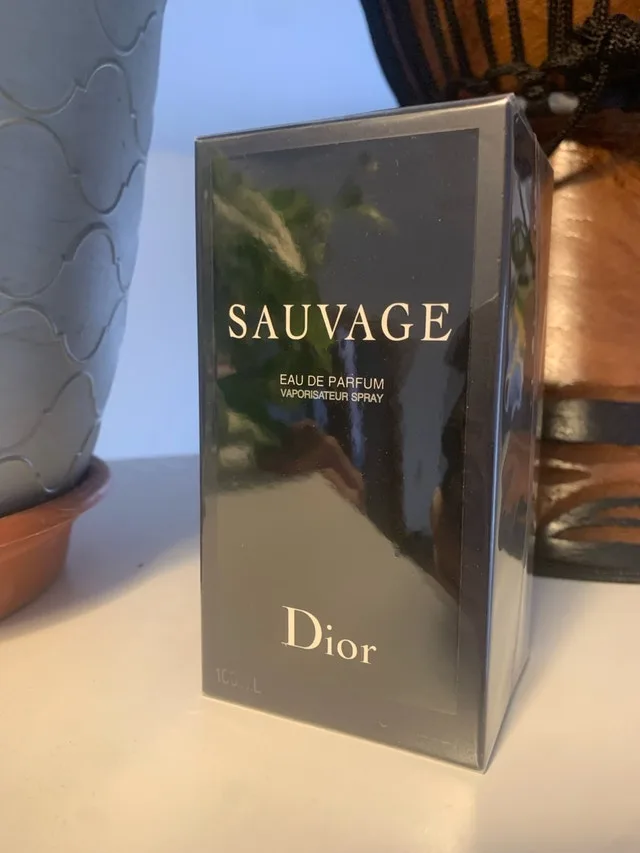 SAUVAGE
EAU DE PARFUM
VAPORISATEUR SPRAY
Dior